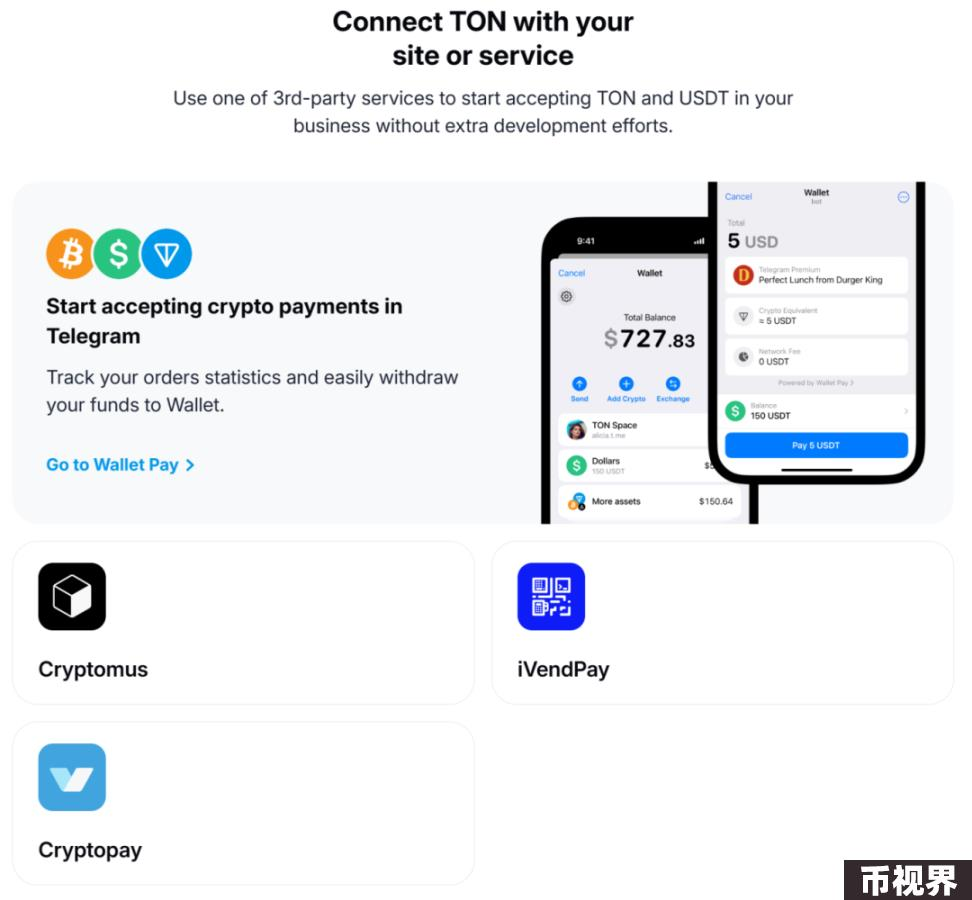 Connect TON with your
site or service
Use one of 3rd-party services to start accepting TON and USDT in your
business without extra development efforts.
Start accepting crypto payments in
Telegram
Track your orders statistics and easily withdraw
your funds to Wallet.
Go to Wallet Pay
9:41
Cancel
Wallet
Total Balance
$727.83
Send
Add Crypto
Exchange
TON Space
alicia.t.me
Dollars
150 USDT
More assets
$150.64
Cancel
Wallet
bot
Total
5 USD
Telegram Premium
Perfect Lunch from Durger King
Crypto Equivalent
≈ 5 USDT
Network Fee
0 USDT
Powered by Wallet Pay
Balance
150 USDT
Pay 5 USDT
Cryptomus
iVendPay
Cryptopay
币视界